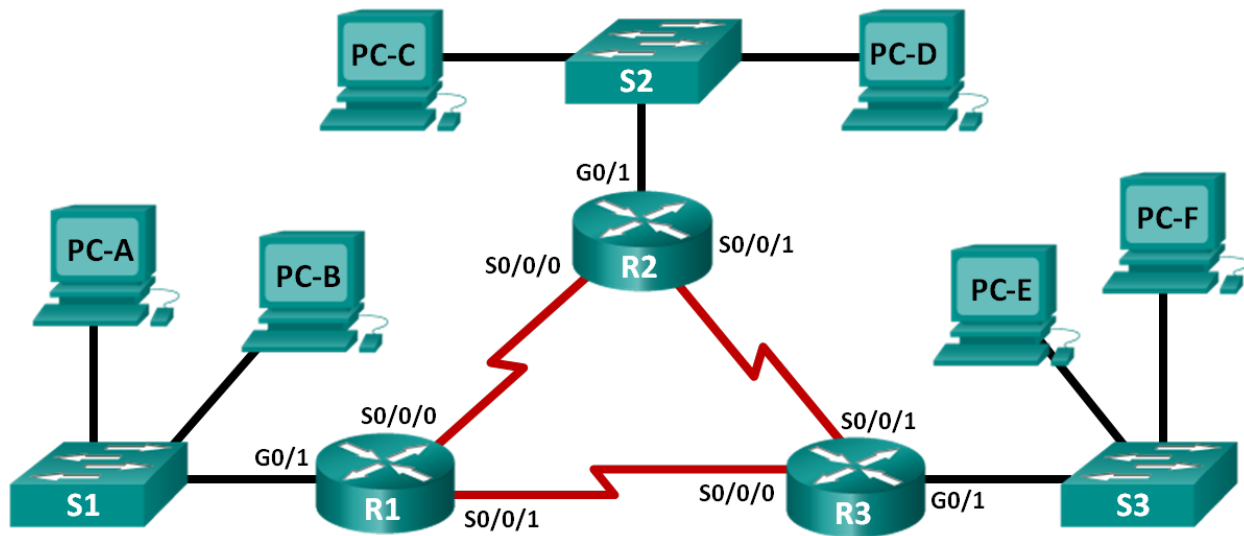 PC-C
S2
PC-D
G0/1
PC-A
PC-B
S0/0/0
R2
S0/0/1
PC-E
PC-F
S0/0/0
G0/1
S1
R1
S0/0/1
S0/0/1
S0/0/0
R3
G0/1
S3